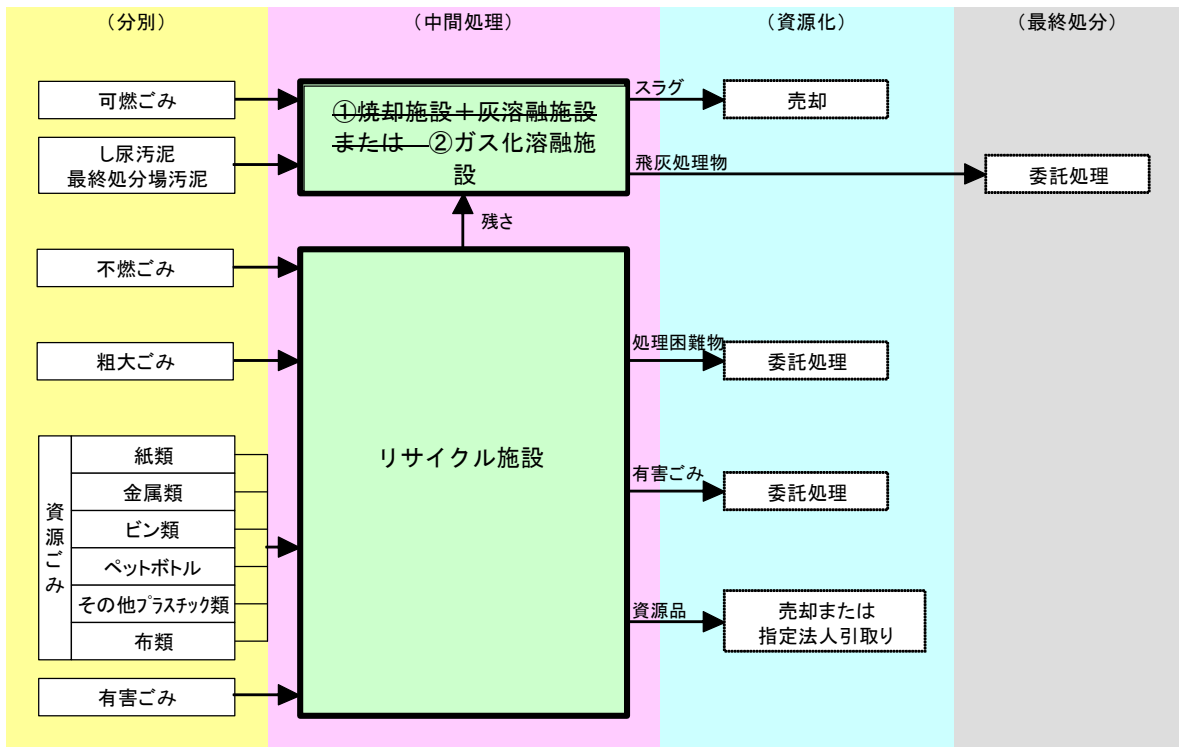 （分別）
（中間処理）
（資源化）
（最終処分）
可燃ごみ
し尿汚泥
最終処分場汚泥
①焼却施設＋灰溶融施設
または　②ガス化溶融施
設
スラグ
売却
飛灰処理物
委託処理
残さ
不燃ごみ
粗大ごみ
資源ごみ
紙類
金属類
ビン類
ペットボトル
その他ﾌﾟﾗｽﾁｯｸ類
布類
有害ごみ
リサイクル施設
処理困難物
委託処理
有害ごみ
委託処理
資源品
売却または
指定法人引取り